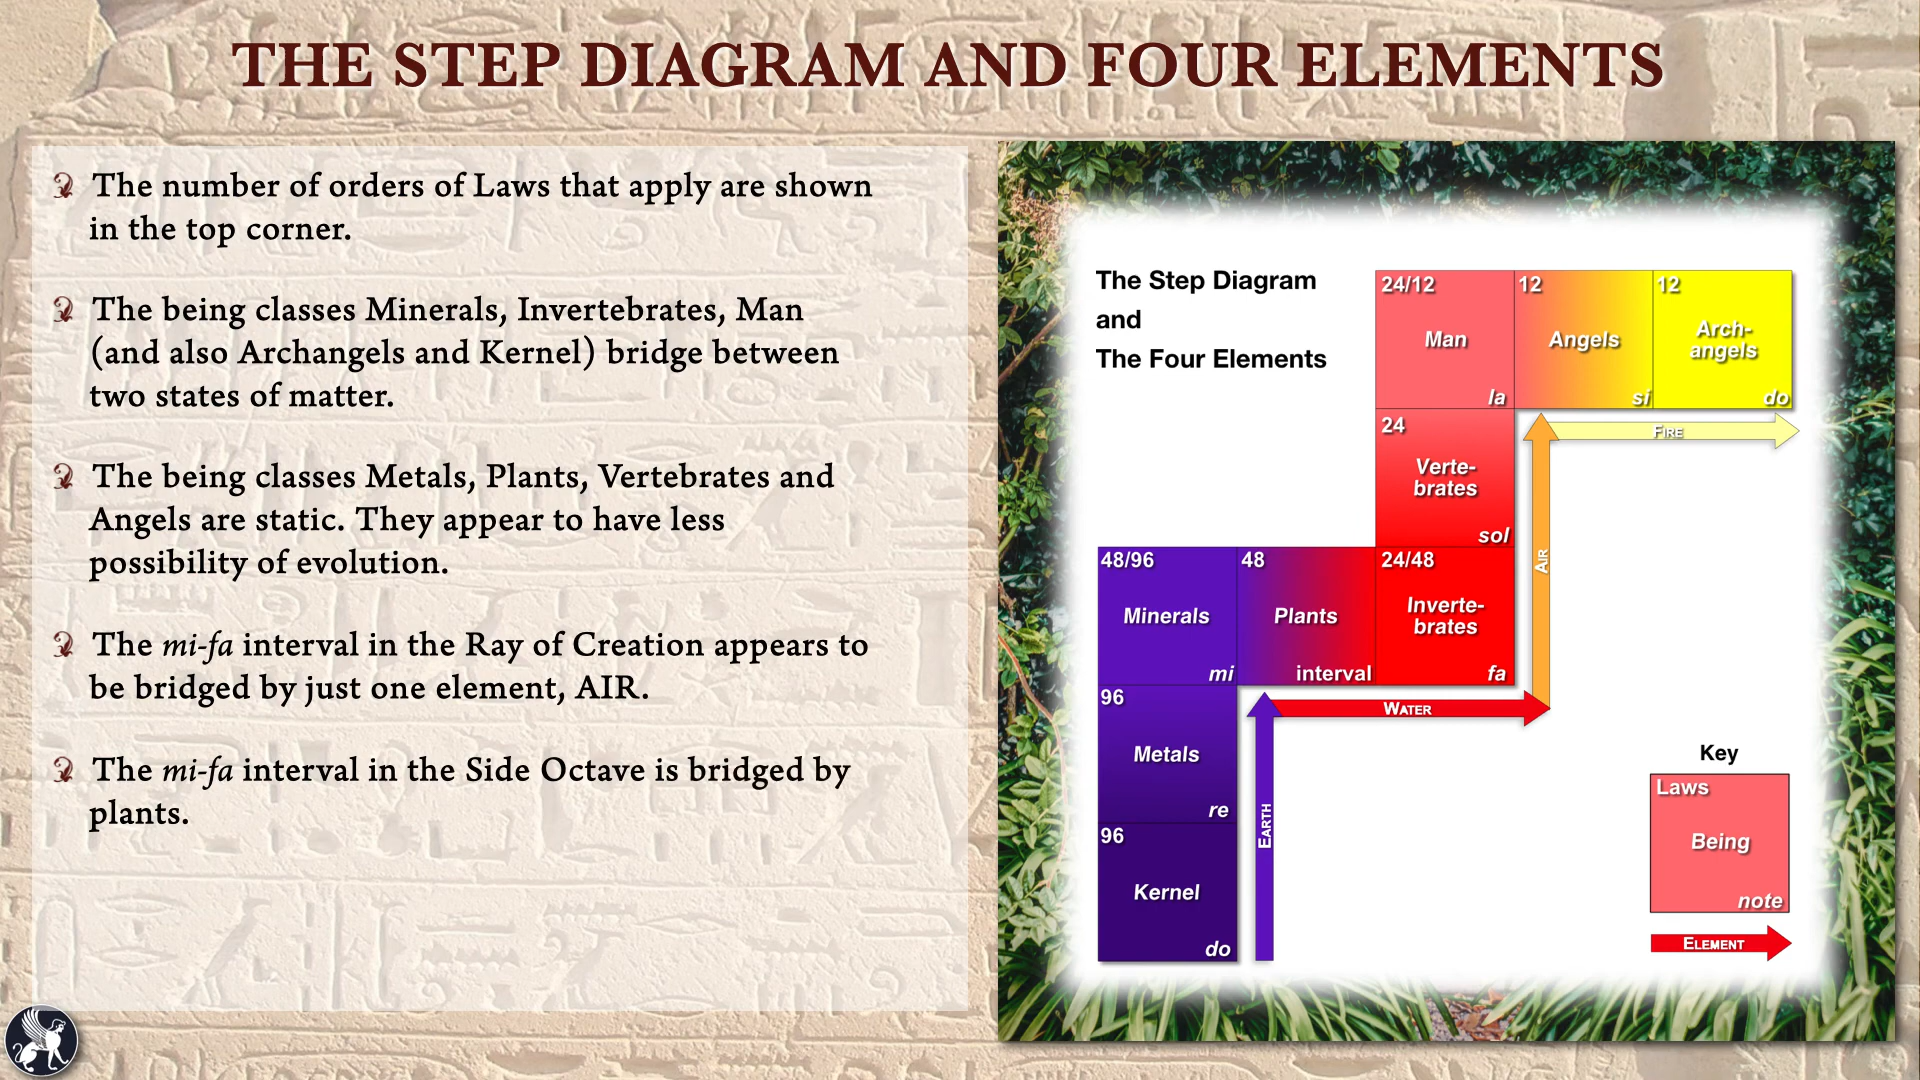 THE STEP DIAGRAM AND FOUR ELEMENTS
The number of orders of Laws that apply are shown
in the top corner.
The being classes Minerals, Invertebrates, Man
(and also Archangels and Kernel) bridge between
two states of matter.
The being classes Metals, Plants, Vertebrates and
Angels are static. They appear to have less
possibility of evolution.
The mi-fa interval in the Ray of Creation appears to
be bridged by just one element, AIR.
The mi-fa interval in the Side Octave is bridged by
plants.
The Step Diagram
and
The Four Elements
24/12
Man
la
12
Angels
si
12
Arch-
angels
do
FIRE
24
Verte-
brates
sol
AIR
48/96
Minerals
mi
48
Plants
interval
24/48
Inverte-
brates
fa
WATER
96
Metals
re
EARTH
96
Kernel
do
Key
Laws
Being
note
ELEMENT